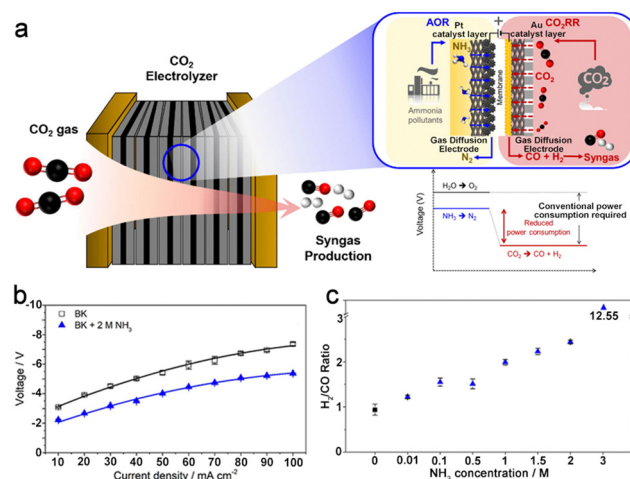 a
CO2
Electrolyzer
CO2 gas
Syngas
Production
AOR
Pt
catalyst layer
+
Au
catalyst layer
CO2RR
NH3
Ammonia
pollutants
Membrane
CO2
CO2
Gas Diffusion
Electrode
N2
Gas Diffusion
Electrode
CO + H2
Syngas
Voltage (V)
H2O → O2
NH3 → N2
Conventional power
consumption required
Reduced
power consumption
CO2 → CO + H2
b
Voltage / V
-10
-8
-6
-4
-2
0
BK
BK + 2 M NH3
10 20 30 40 50 60 70 80 90 100
Current density / mA cm-2
c
H2/CO Ratio
3
3
2
1
0
12.55
0 0.01 0.1 0.5 1 1.5 2 3
NH3 concentration / M